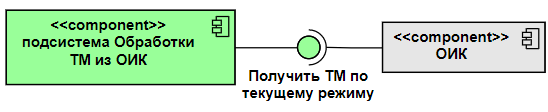 <<component>>
подсистема Обработки
ТМ из ОИК
<<component>>
ОИК
Получить ТМ по
текущему режиму